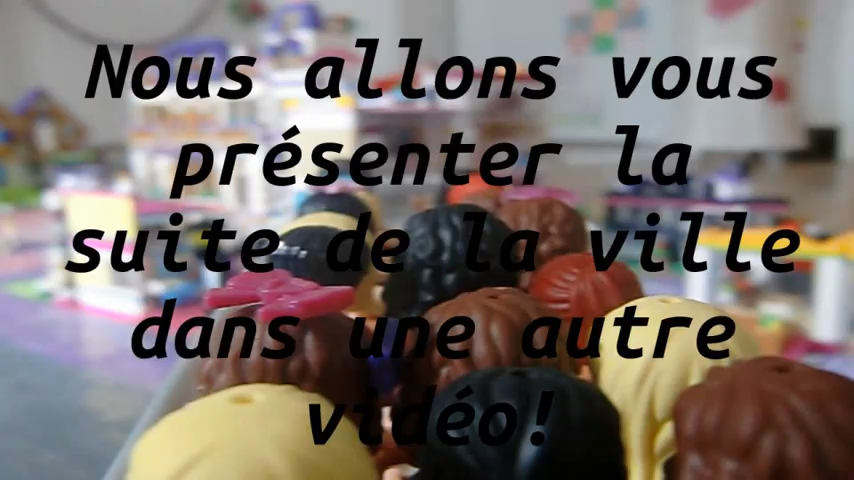 Nous allons vous
présenter la
suite de la ville
dans une autre
vidéo!